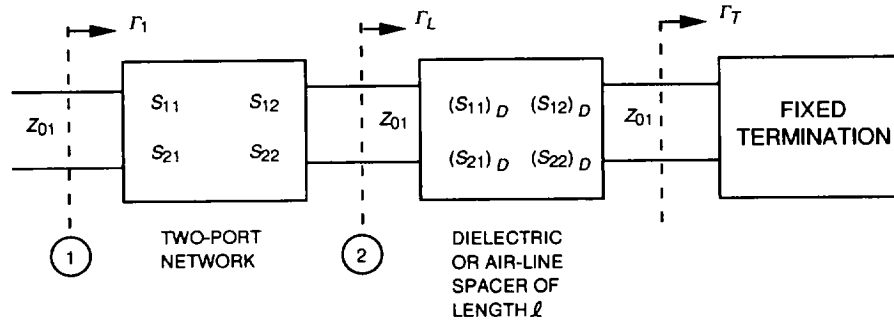 Γ1
ΓL
ΓT
Z01
S11 S12
S21 S22
Z01
(S11)D (S12)D
(S21)D (S22)D
Z01
FIXED
TERMINATION
1
TWO-PORT
NETWORK
2
DIELECTRIC
OR AIR-LINE
SPACER OF
LENGTH ℓ